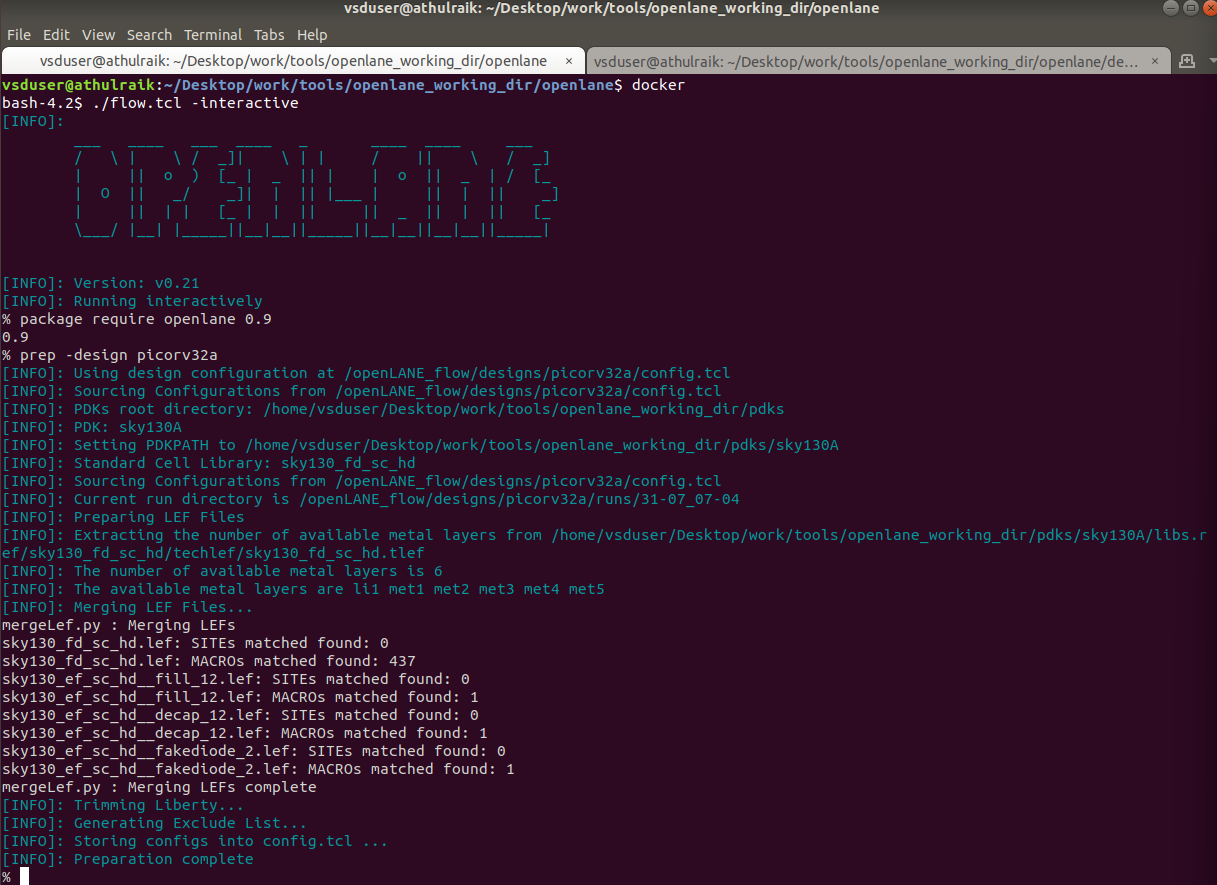 vsduser@athulraik: ~/Desktop/work/tools/openlane_working_dir/openlane
File Edit View Search Terminal Tabs Help
vsduser@athulraik: ~/Desktop/work/tools/openlane_working_dir/openlane × vsduser@athulraik: ~/Desktop/work/tools/openlane_working_dir/openlane/de... ×
vsduser@athulraik:~/Desktop/work/tools/openlane_working_dir/openlane$ docker
bash-4.2$ ./flow.tcl -interactive
[INFO]:
OPENLANE
[INFO]: Version: v0.21
[INFO]: Running interactively
% package require openlane 0.9
0.9
% prep -design picorv32a
[INFO]: Using design configuration at /openLANE_flow/designs/picorv32a/config.tcl
[INFO]: Sourcing Configurations from /openLANE_flow/designs/picorv32a/config.tcl
[INFO]: PDKs root directory: /home/vsduser/Desktop/work/tools/openlane_working_dir/pdks
[INFO]: PDK: sky130A
[INFO]: Setting PDKPATH to /home/vsduser/Desktop/work/tools/openlane_working_dir/pdks/sky130A
[INFO]: Standard Cell Library: sky130_fd_sc_hd
[INFO]: Sourcing Configurations from /openLANE_flow/designs/picorv32a/config.tcl
[INFO]: Current run directory is /openLANE_flow/designs/picorv32a/runs/31-07_07-04
[INFO]: Preparing LEF Files
[INFO]: Extracting the number of available metal layers from /home/vsduser/Desktop/work/tools/openlane_working_dir/pdks/sky130A/libs.r
ef/sky130_fd_sc_hd/techlef/sky130_fd_sc_hd.tlef
[INFO]: The number of available metal layers is 6
[INFO]: The available metal layers are li1 met1 met2 met3 met4 met5
[INFO]: Merging LEF Files...
mergeLef.py : Merging LEFs
sky130_fd_sc_hd.lef: SITEs matched found: 0
sky130_fd_sc_hd.lef: MACROs matched found: 437
sky130_ef_sc_hd__fill_12.lef: SITEs matched found: 0
sky130_ef_sc_hd__fill_12.lef: MACROs matched found: 1
sky130_ef_sc_hd__decap_12.lef: SITEs matched found: 0
sky130_ef_sc_hd__decap_12.lef: MACROs matched found: 1
sky130_ef_sc_hd__fakediode_2.lef: SITEs matched found: 0
sky130_ef_sc_hd__fakediode_2.lef: MACROs matched found: 1
mergeLef.py : Merging LEFs complete
[INFO]: Trimming Liberty...
[INFO]: Generating Exclude List...
[INFO]: Storing configs into config.tcl ...
[INFO]: Preparation complete
%